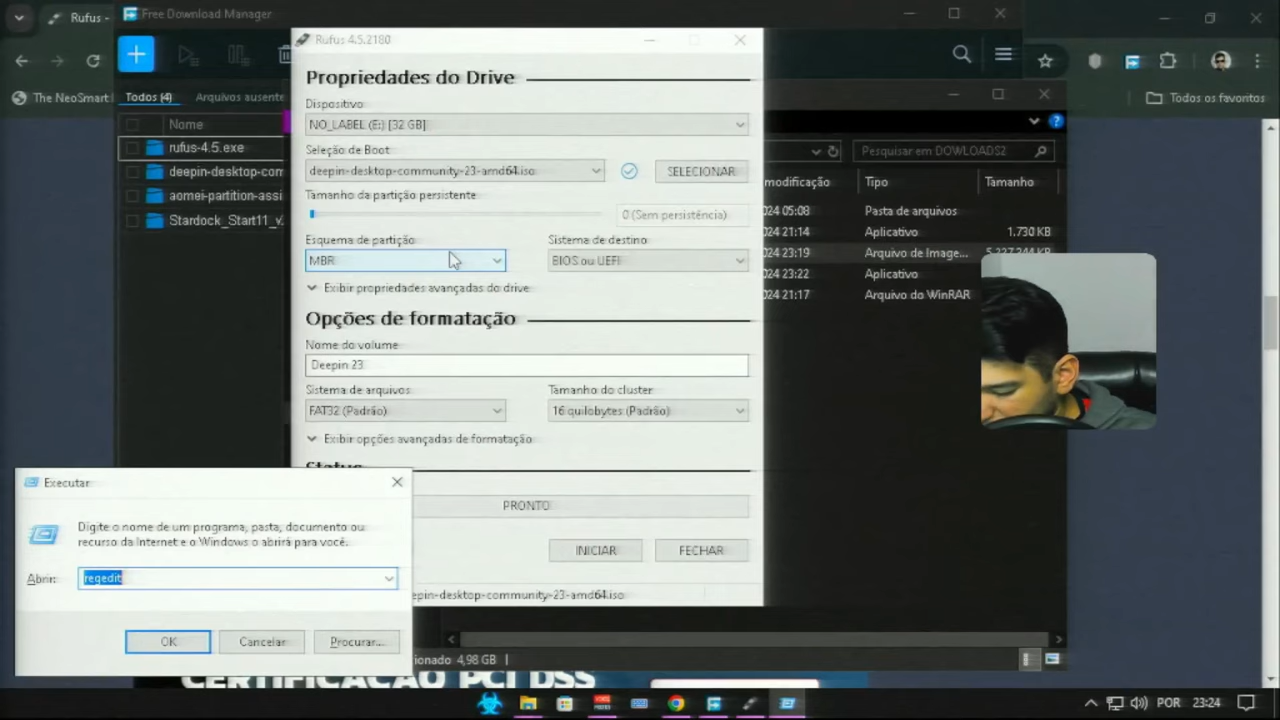 Rufus -
Free Download Manager
Rufus 4.5.2180
The NeoSmart
Todos os favoritos
Todos (4)
Arquivos ausente
Nome
rufus-4.5.exe
deepin-desktop-com
aomei-partition-assi
Stardock_Start11_v
Propriedades do Drive
Dispositivo
NO_LABEL (E:) [32 GB]
Seleção de Boot
deepin-desktop-community-23-amd64.iso
SELECIONAR
Tamanho da partição persistente
0 (Sem persistência)
Esquema de partição
Sistema de destino
MBR
BIOS ou UEFI
Exibir propriedades avançadas do drive
Opções de formatação
Nome do volume
Deepin 23
Sistema de arquivos
Tamanho do cluster
FAT32 (Padrão)
16 quilobytes (Padrão)
Exibir opções avançadas de formatação
Status
PRONTO
INICIAR
FECHAR
epin-desktop-community-23-amd64.iso
Pesquisar em DOWLOADS2
modificação
Tipo
Tamanho
024 05:08
Pasta de arquivos
024 21:14
Aplicativo
1.730 KB
024 23:19
Arquivo de Image...
5.227.244 KB
024 23:22
Aplicativo
024 21:17
Arquivo do WinRAR
ionado 4,98 GB
Executar
Digite o nome de um programa, pasta, documento ou
recurso da Internet e o Windows o abrirá para você.
Abrir:
regedit
OK
Cancelar
Procurar...
CERTIFICAÇÃO PCI DSS
POR
23:24